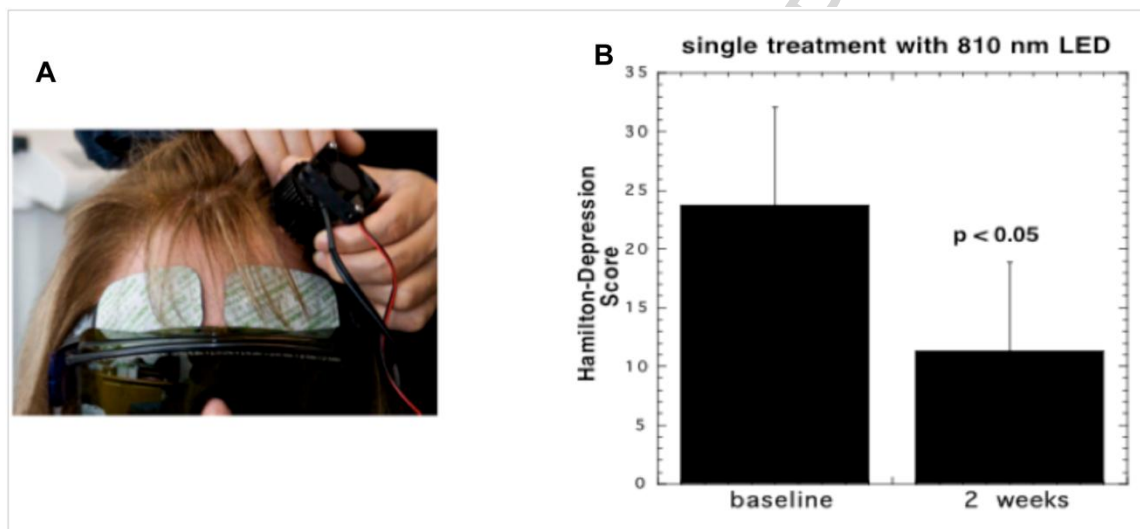 A
B
single treatment with 810 nm LED
Hamilton-Depression
Score
35
30
25
20
15
10
5
0
p < 0.05
baseline
2 weeks